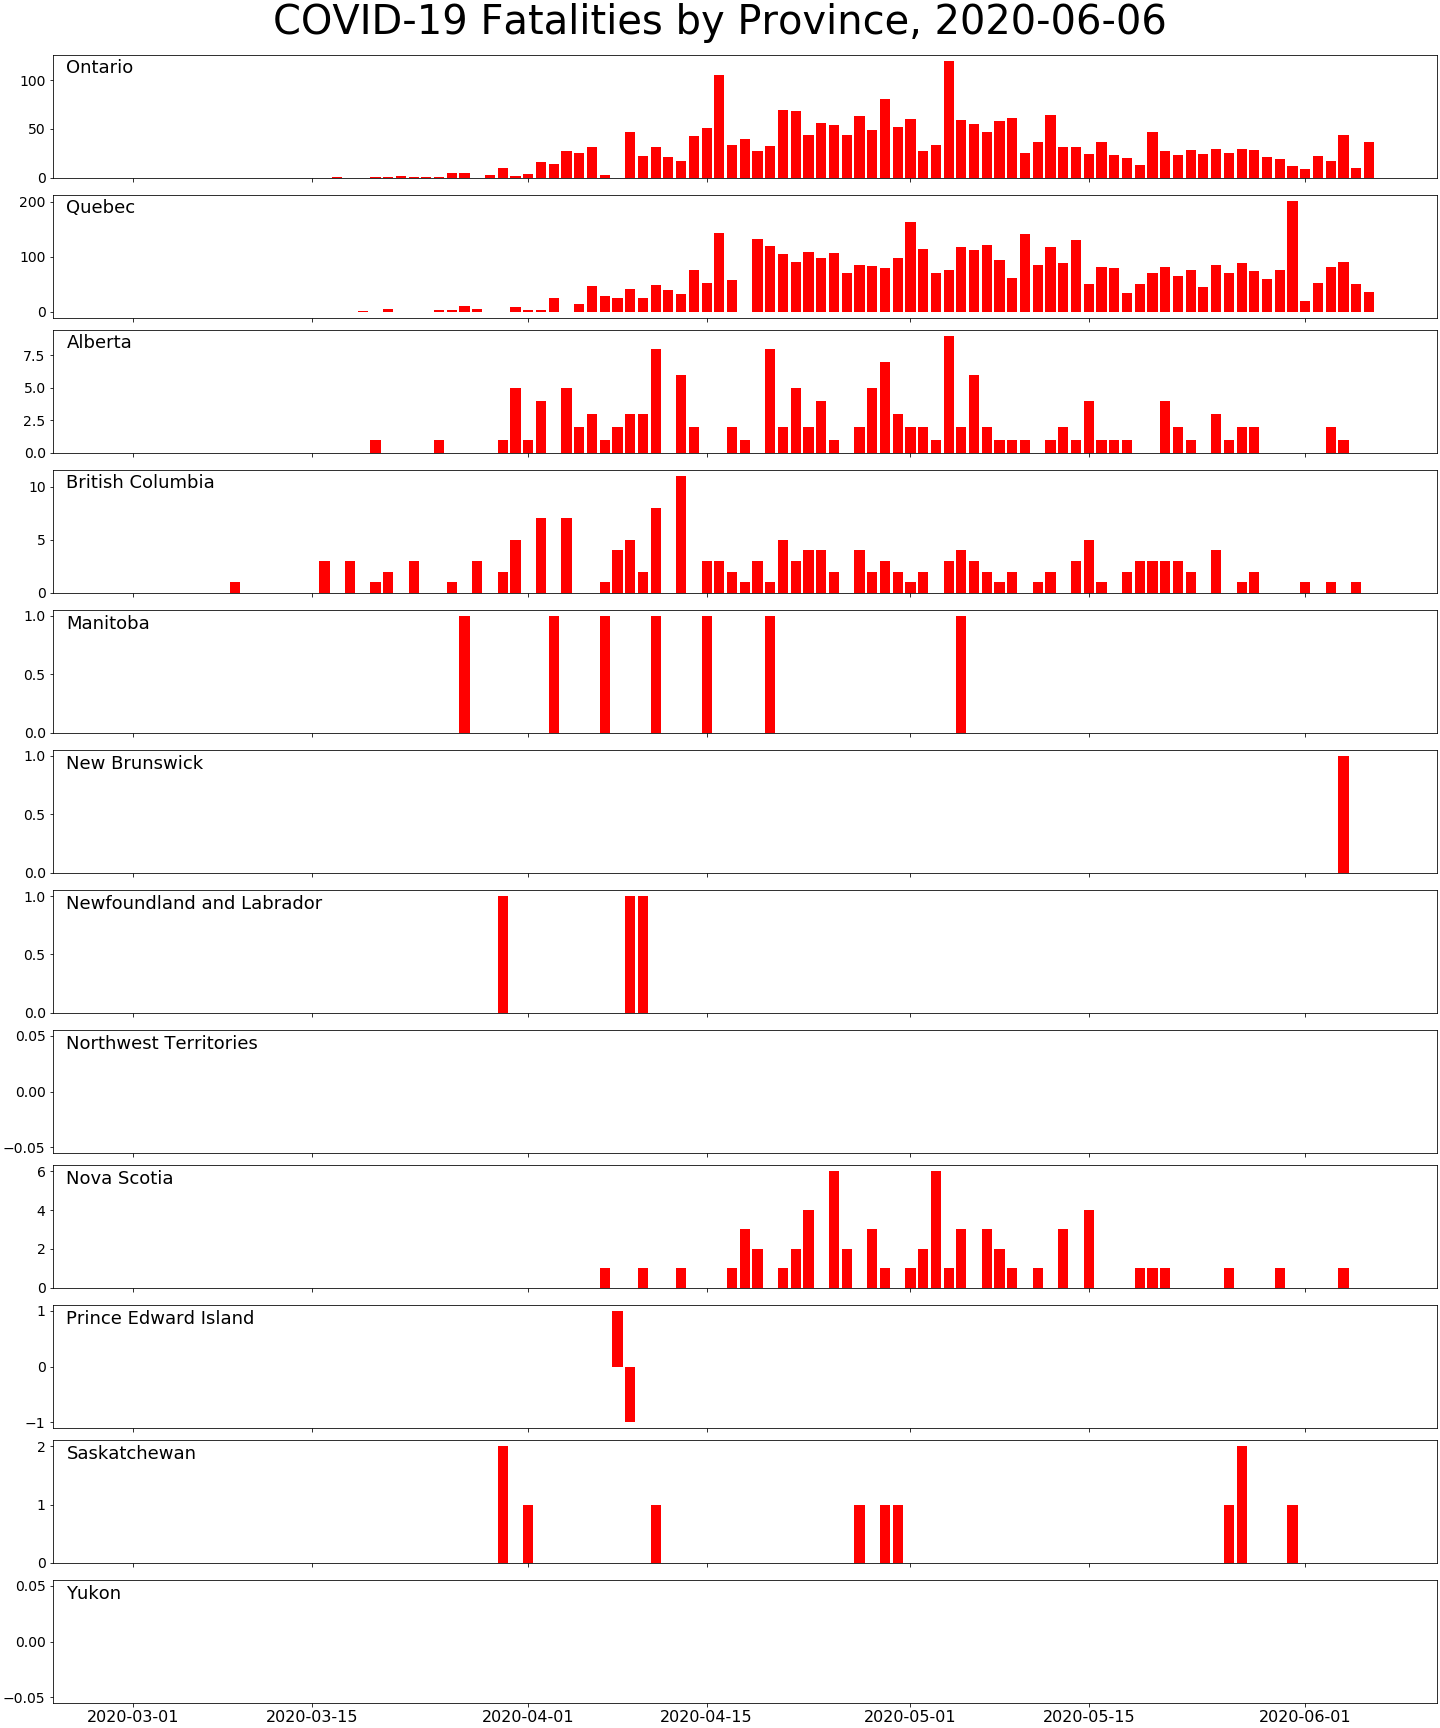 COVID-19 Fatalities by Province, 2020-06-06
Ontario
100
50
0
Quebec
200
100
0
Alberta
7.5
5.0
2.5
0.0
British Columbia
10
5
0
Manitoba
1.0
0.5
0.0
New Brunswick
1.0
0.5
0.0
Newfoundland and Labrador
1.0
0.5
0.0
Northwest Territories
0.05
0.00
−0.05
Nova Scotia
6
4
2
0
Prince Edward Island
1
0
−1
Saskatchewan
2
1
0
Yukon
0.05
0.00
−0.05
2020-03-01 2020-03-15 2020-04-01 2020-04-15 2020-05-01 2020-05-15 2020-06-01